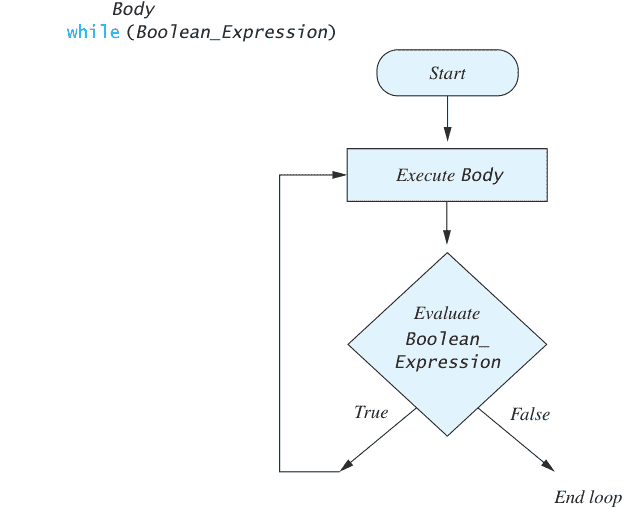 Body
while (Boolean_Expression)
Start
Execute Body
Evaluate
Boolean_
Expression
True
False
End loop